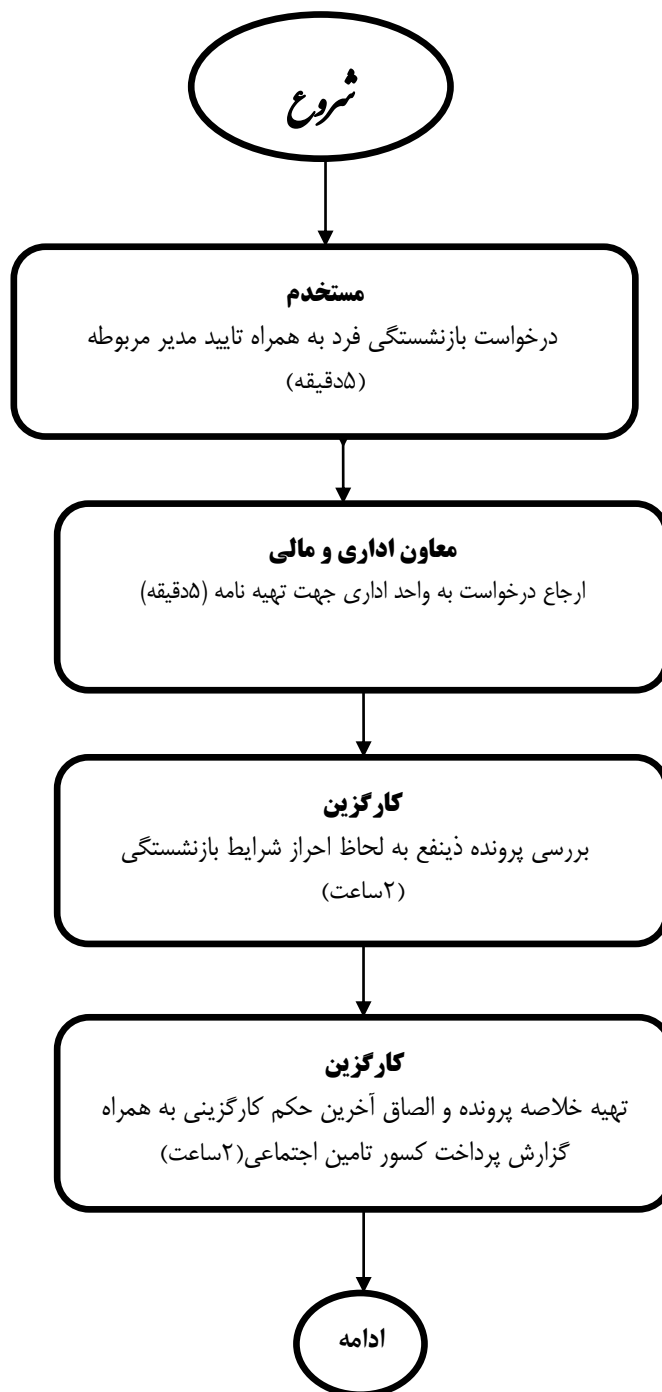 شروع
مستخدم
درخواست بازنشستگی فرد به همراه تایید مدیر مربوطه
(۵دقیقه)
معاون اداری و مالی
ارجاع درخواست به واحد اداری جهت تهیه نامه (۵دقیقه)
کارگزین
بررسی پرونده ذینفع به لحاظ احراز شرایط بازنشستگی
(۲ساعت)
کارگزین
تهیه خلاصه پرونده و الصاق آخرین حکم کارگزینی به همراه
گزارش پرداخت کسور تامین اجتماعی(۲ساعت)
ادامه